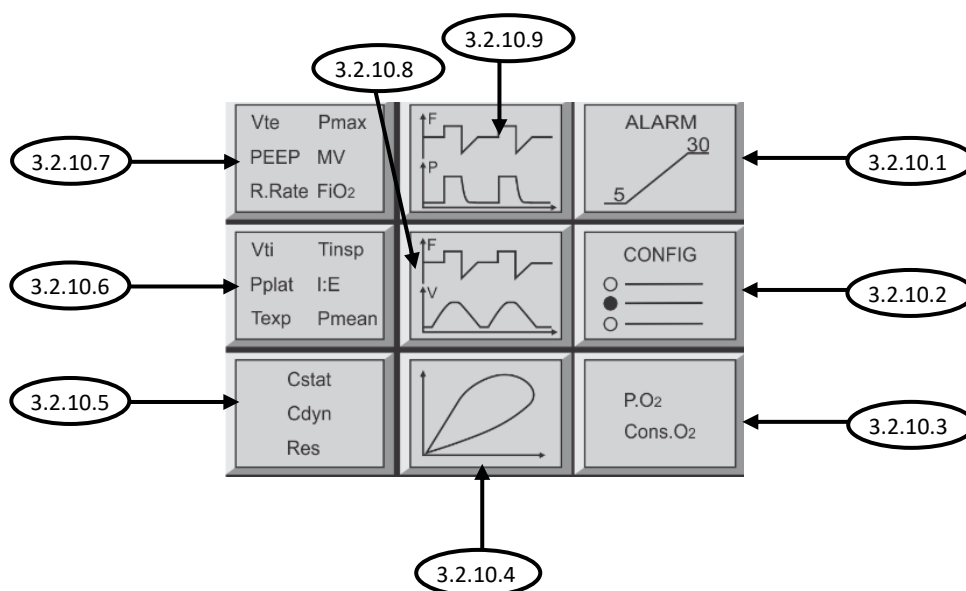 3.2.10.9
3.2.10.8
3.2.10.7
Vte Pmax
PEEP MV
R.Rate FiO2
F
P
ALARM
30
5
3.2.10.1
3.2.10.6
Vti Tinsp
Pplat I:E
Texp Pmean
F
V
CONFIG
3.2.10.2
3.2.10.5
Cstat
Cdyn
Res
P.O2
Cons.O2
3.2.10.3
3.2.10.4